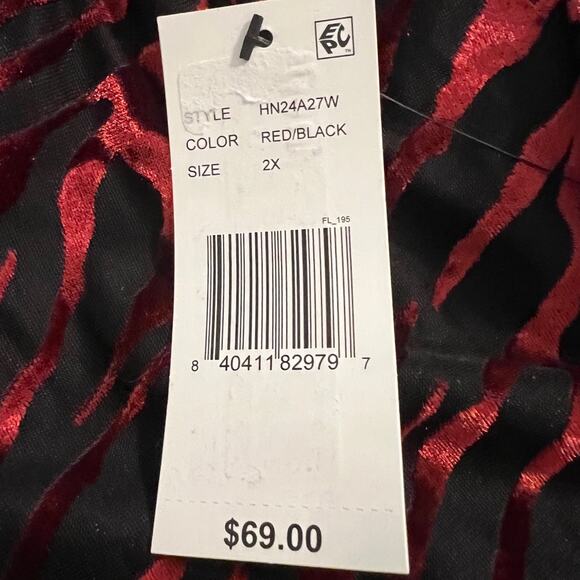 EPC
STYLE HN24A27W
COLOR RED/BLACK
SIZE 2X
FL_195
8 40411 82979 7
$69.00